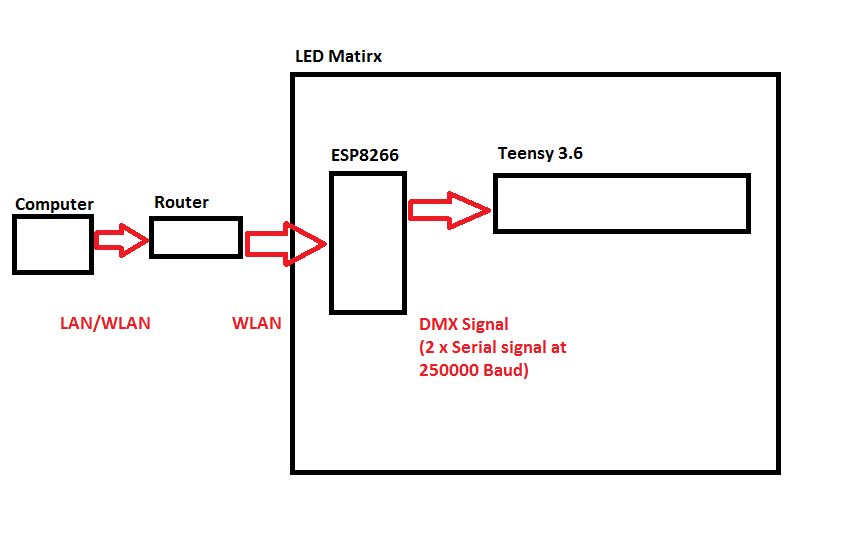 LED Matirx
ESP8266
Teensy 3.6
Computer
Router
LAN/WLAN
WLAN
DMX Signal
(2 x Serial signal at
250000 Baud)